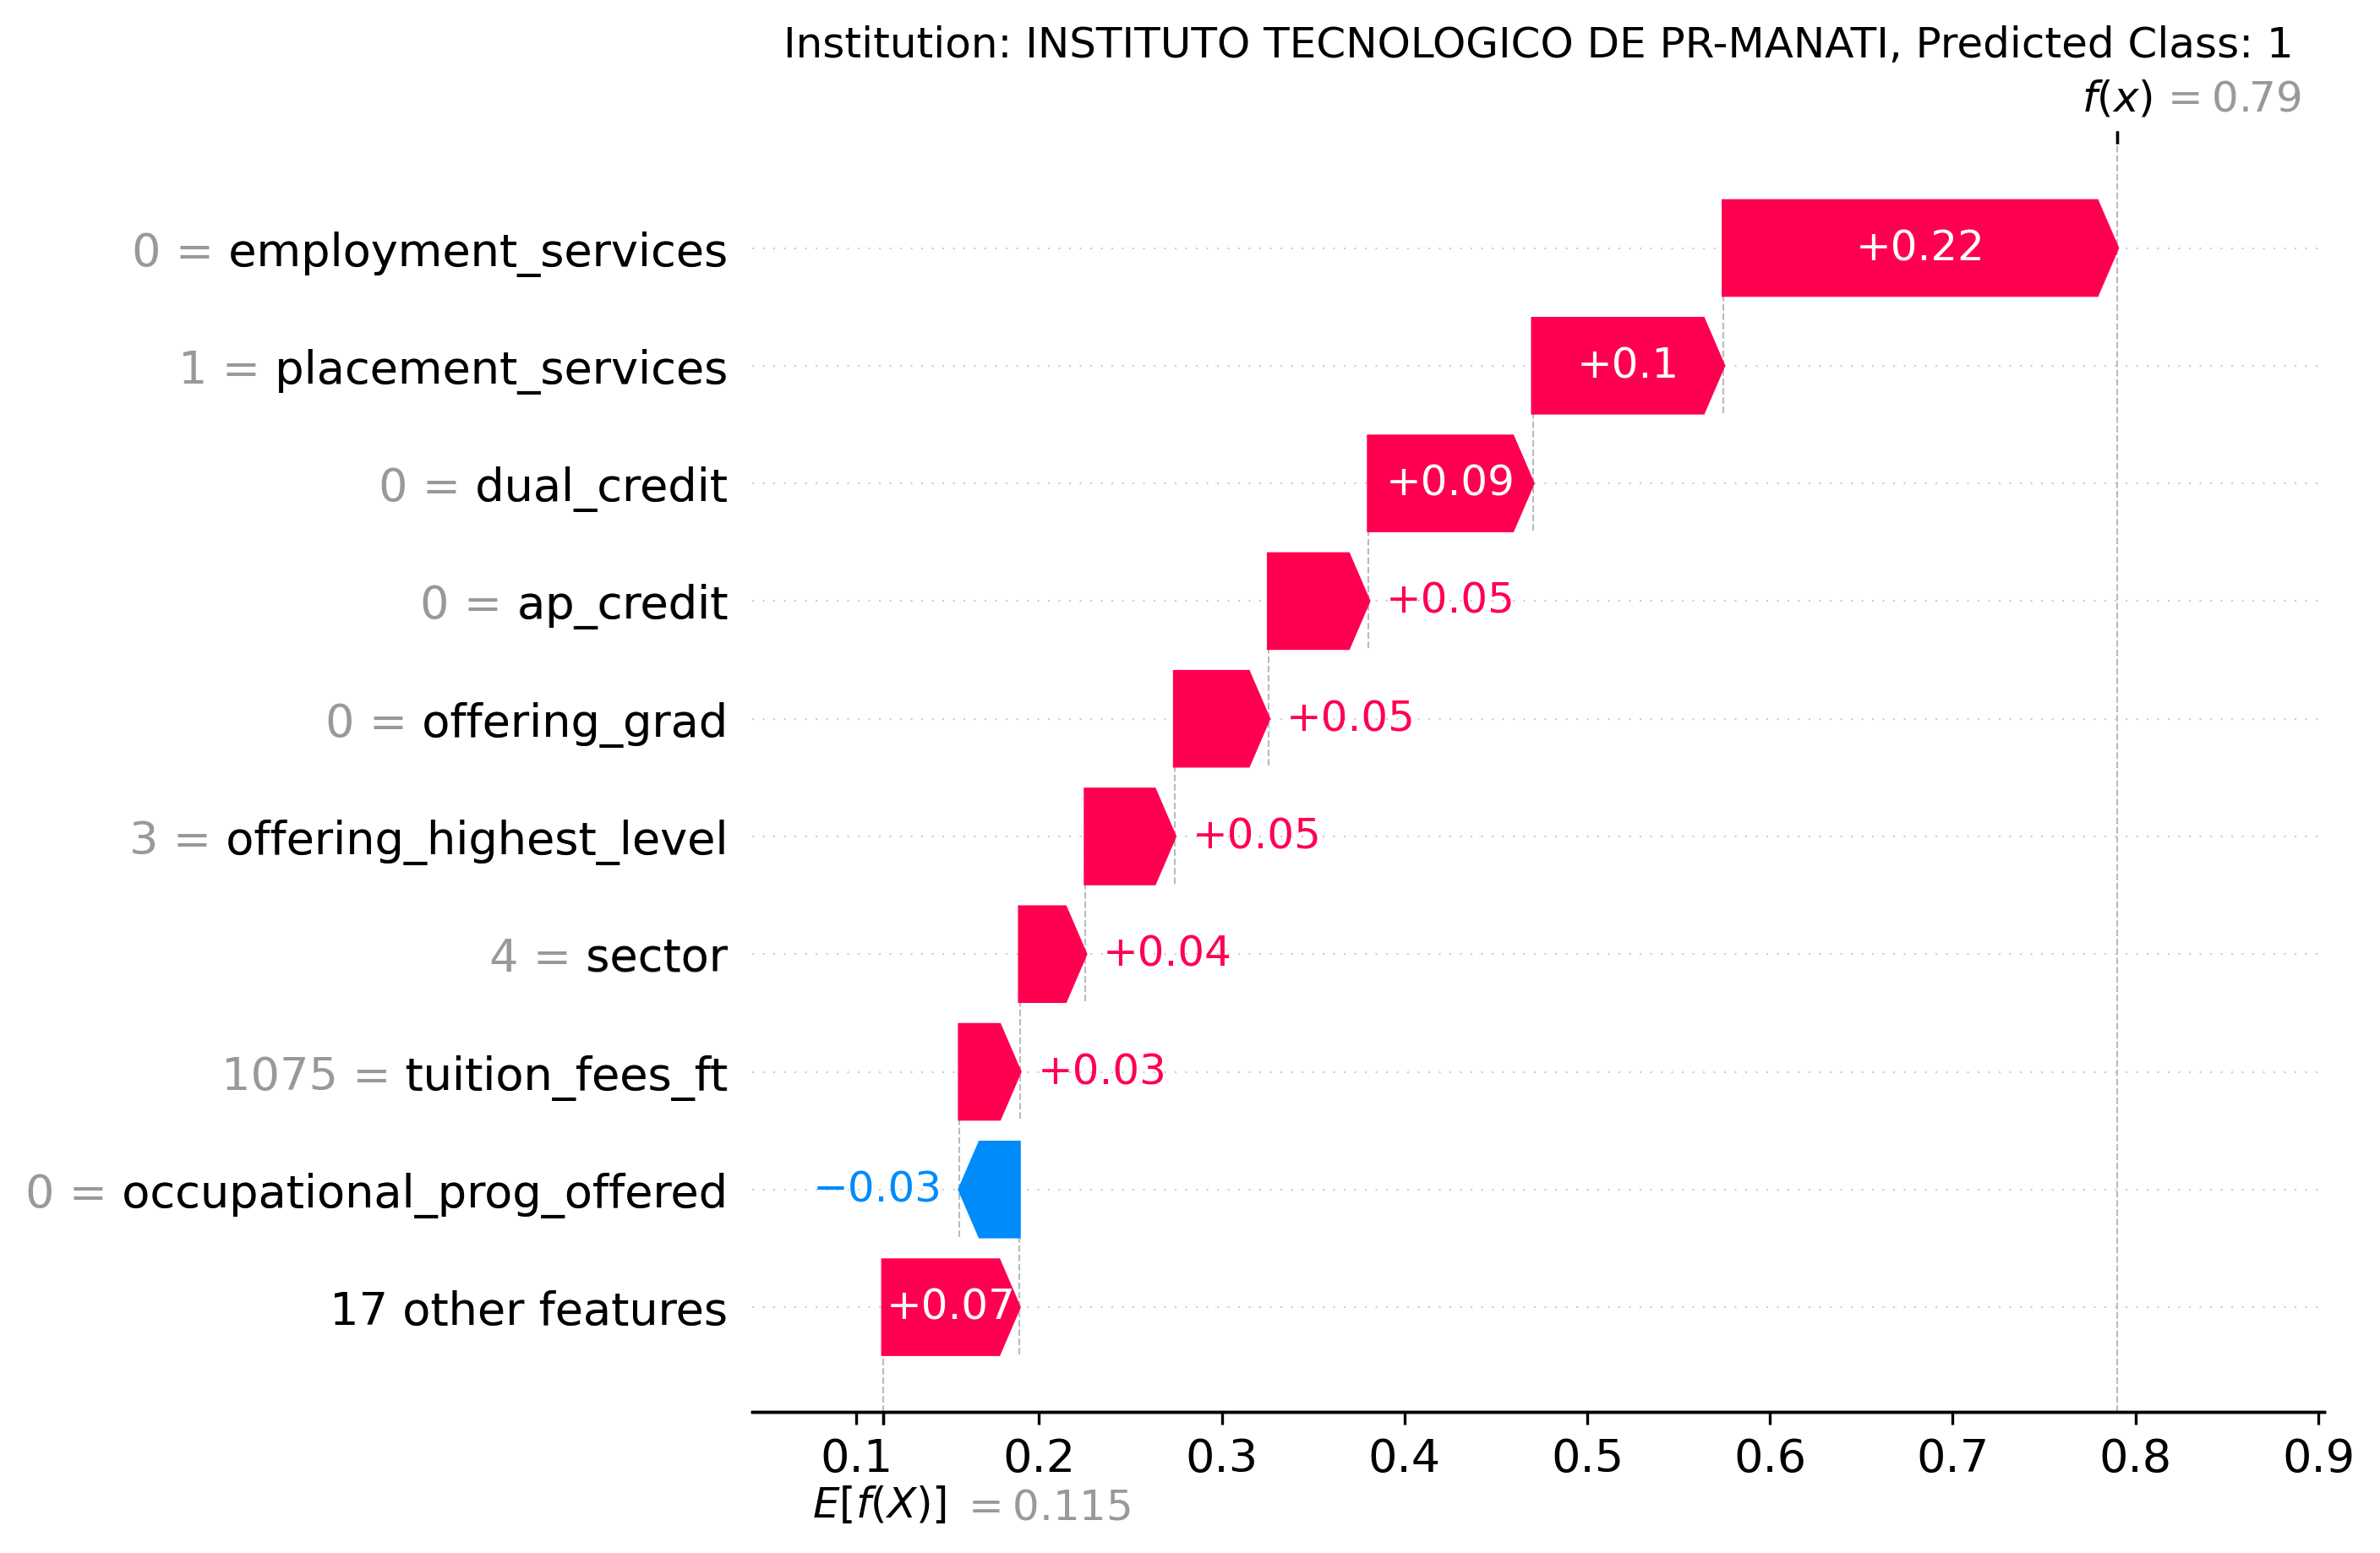 Institution: INSTITUTO TECNOLOGICO DE PR-MANATI, Predicted Class: 1
f(x) = 0.79
0 = employment_services +0.22
1 = placement_services +0.1
0 = dual_credit +0.09
0 = ap_credit +0.05
0 = offering_grad +0.05
3 = offering_highest_level +0.05
4 = sector +0.04
1075 = tuition_fees_ft +0.03
0 = occupational_prog_offered −0.03
17 other features +0.07
0.1 0.2 0.3 0.4 0.5 0.6 0.7 0.8 0.9
E[f(X)] = 0.115